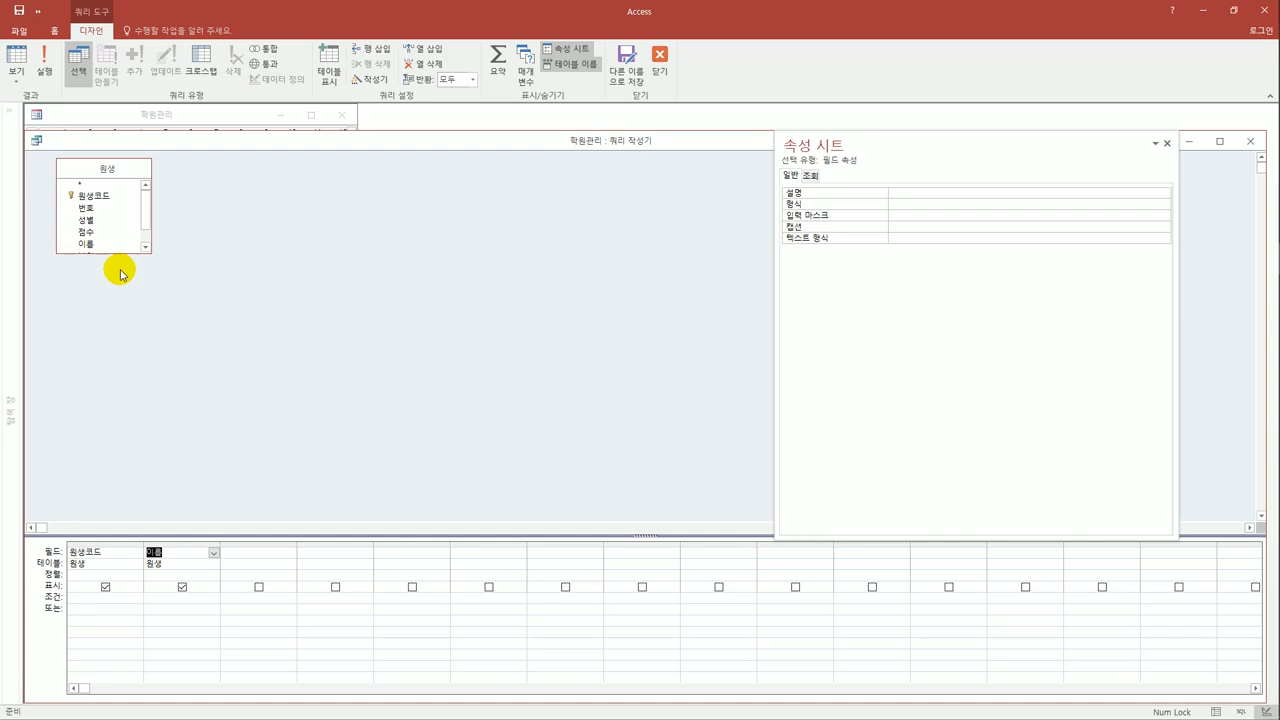 쿼리 도구
Access
?
파일
홈
디자인
수행할 작업을 알려 주세요.
로그인
보기
실행
선택
테이블 만들기
추가
업데이트
크로스탭
삭제
통합
통과
데이터 정의
테이블 표시
행 삽입
행 삭제
작성기
열 삽입
열 삭제
반환: 모두
요약
매개 변수
속성 시트
테이블 이름
다른 이름으로 저장
닫기
결과
쿼리 유형
쿼리 설정
표시/숨기기
닫기
학원관리
학원관리 : 쿼리 작성기
원생
*
원생코드
번호
성별
점수
이름
속성 시트
선택 유형: 필드 속성
일반 조회
설명
형식
입력 마스크
캡션
텍스트 형식
탐색 창
필드: 원생코드 이름
테이블: 원생 원생
정렬:
표시:
조건:
또는:
준비
Num Lock
SQL